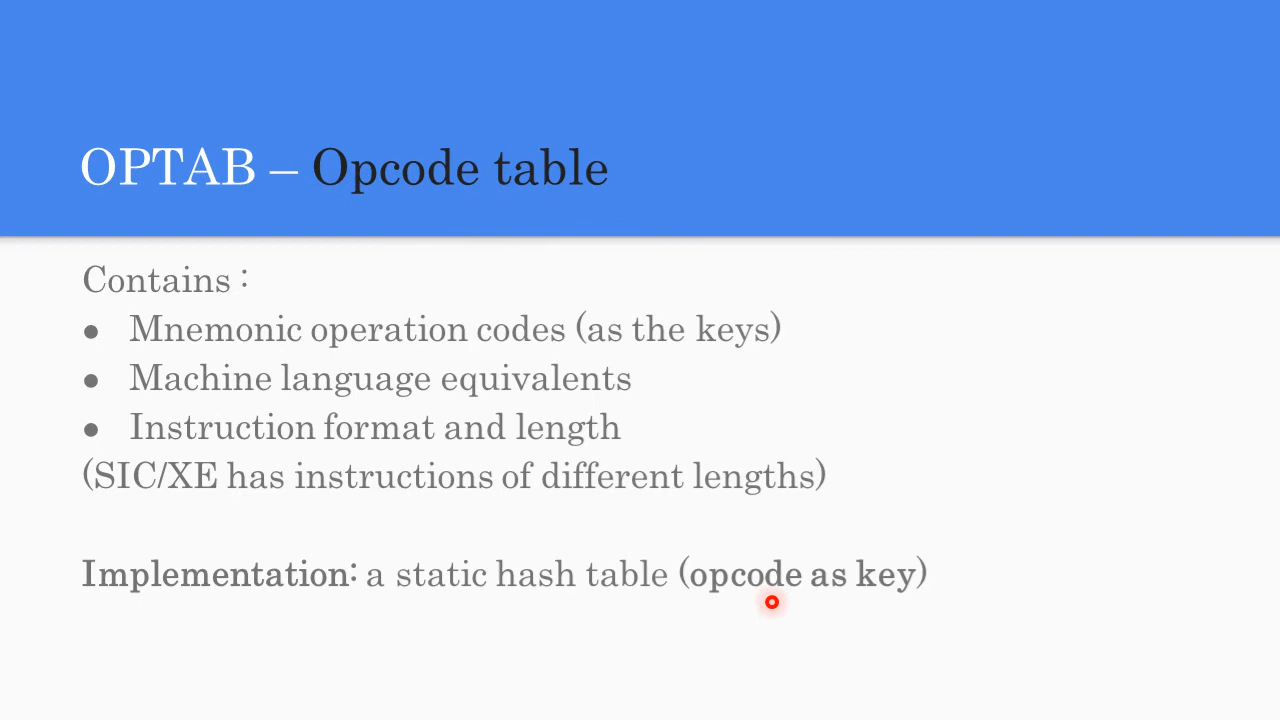 OPTAB – Opcode table
Contains :
● Mnemonic operation codes (as the keys)
● Machine language equivalents
● Instruction format and length
(SIC/XE has instructions of different lengths)
Implementation: a static hash table (opcode as key)